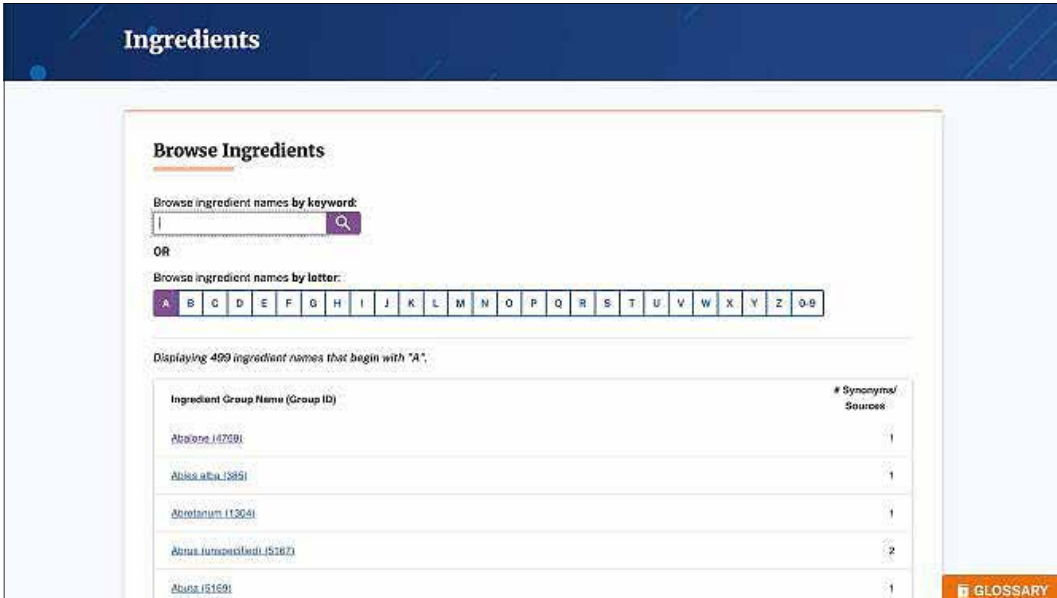 Ingredients
Browse Ingredients
Browse ingredient names by keyword:
OR
Browse ingredient names by letter:
A B C D E F G H I J K L M N O P Q R S T U V W X Y Z 0-9
Displaying 499 ingredient names that begin with "A".
Ingredient Group Name (Group ID) # Synonyms/
Sources
Abalone (4769) 1
Abies alba (385) 1
Abrotanum (1304) 1
Abrus (unspecified) (5167) 2
Abuta (5169) 1
GLOSSARY